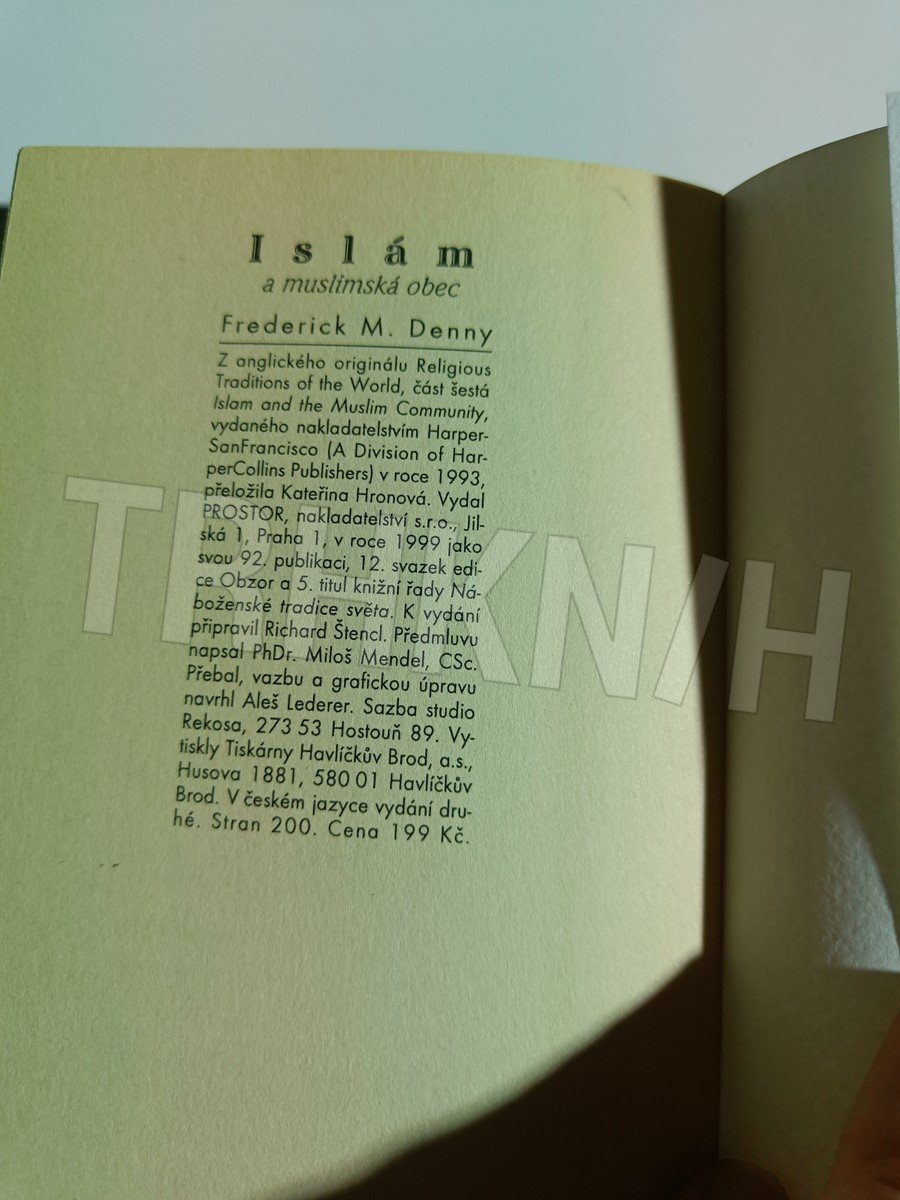 Islám
a muslimská obec
Frederick M. Denny
Z anglického originálu Religious
Traditions of the World, část šestá
Islam and the Muslim Community,
vydaného nakladatelstvím Harper-
SanFrancisco (A Division of Har-
perCollins Publishers) v roce 1993,
přeložila Kateřina Hronová. Vydal
PROSTOR, nakladatelství s.r.o., Jil-
ská 1, Praha 1, v roce 1999 jako
svou 92. publikaci, 12. svazek edi-
ce Obzor a 5. titul knižní řady Ná-
boženské tradice světa. K vydání
připravil Richard Štencl. Předmluvu
napsal PhDr. Miloš Mendel, CSc.
Přebal, vazbu a grafickou úpravu
navrhl Aleš Lederer. Sazba studio
Rekosa, 273 53 Hostouň 89. Vy-
tiskly Tiskárny Havlíčkův Brod, a.s.,
Husova 1881, 580 01 Havlíčkův
Brod. V českém jazyce vydání dru-
hé. Stran 200. Cena 199 Kč.